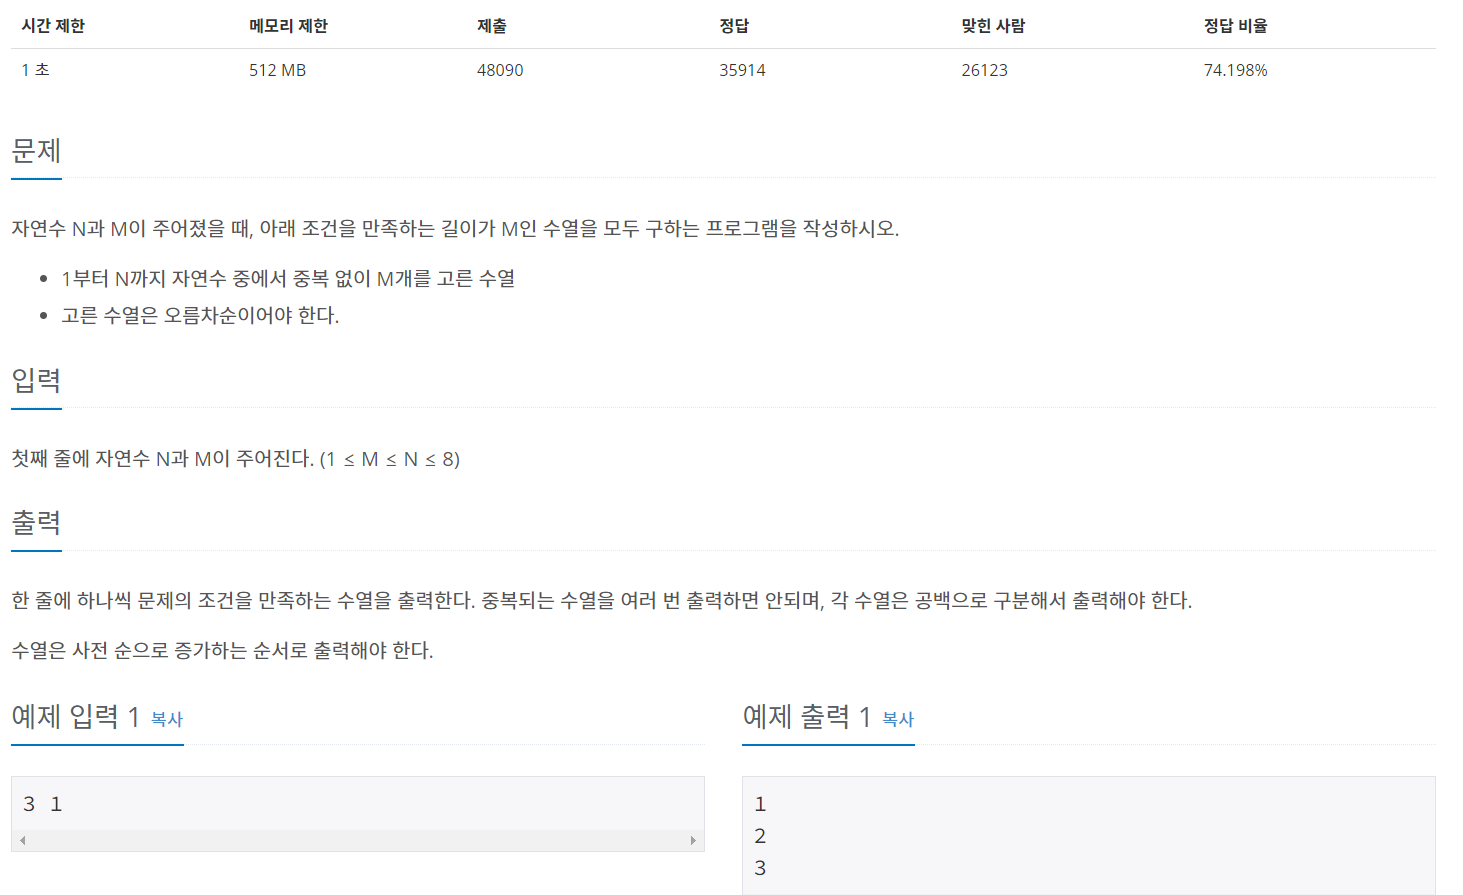 시간 제한 메모리 제한 제출 정답 맞힌 사람 정답 비율
1 초 512 MB 48090 35914 26123 74.198%
문제
자연수 N과 M이 주어졌을 때, 아래 조건을 만족하는 길이가 M인 수열을 모두 구하는 프로그램을 작성하시오.
• 1부터 N까지 자연수 중에서 중복 없이 M개를 고른 수열
• 고른 수열은 오름차순이어야 한다.
입력
첫째 줄에 자연수 N과 M이 주어진다. (1 ≤ M ≤ N ≤ 8)
출력
한 줄에 하나씩 문제의 조건을 만족하는 수열을 출력한다. 중복되는 수열을 여러 번 출력하면 안되며, 각 수열은 공백으로 구분해서 출력해야 한다.
수열은 사전 순으로 증가하는 순서로 출력해야 한다.
예제 입력 1 복사
3 1
예제 출력 1 복사
1
2
3